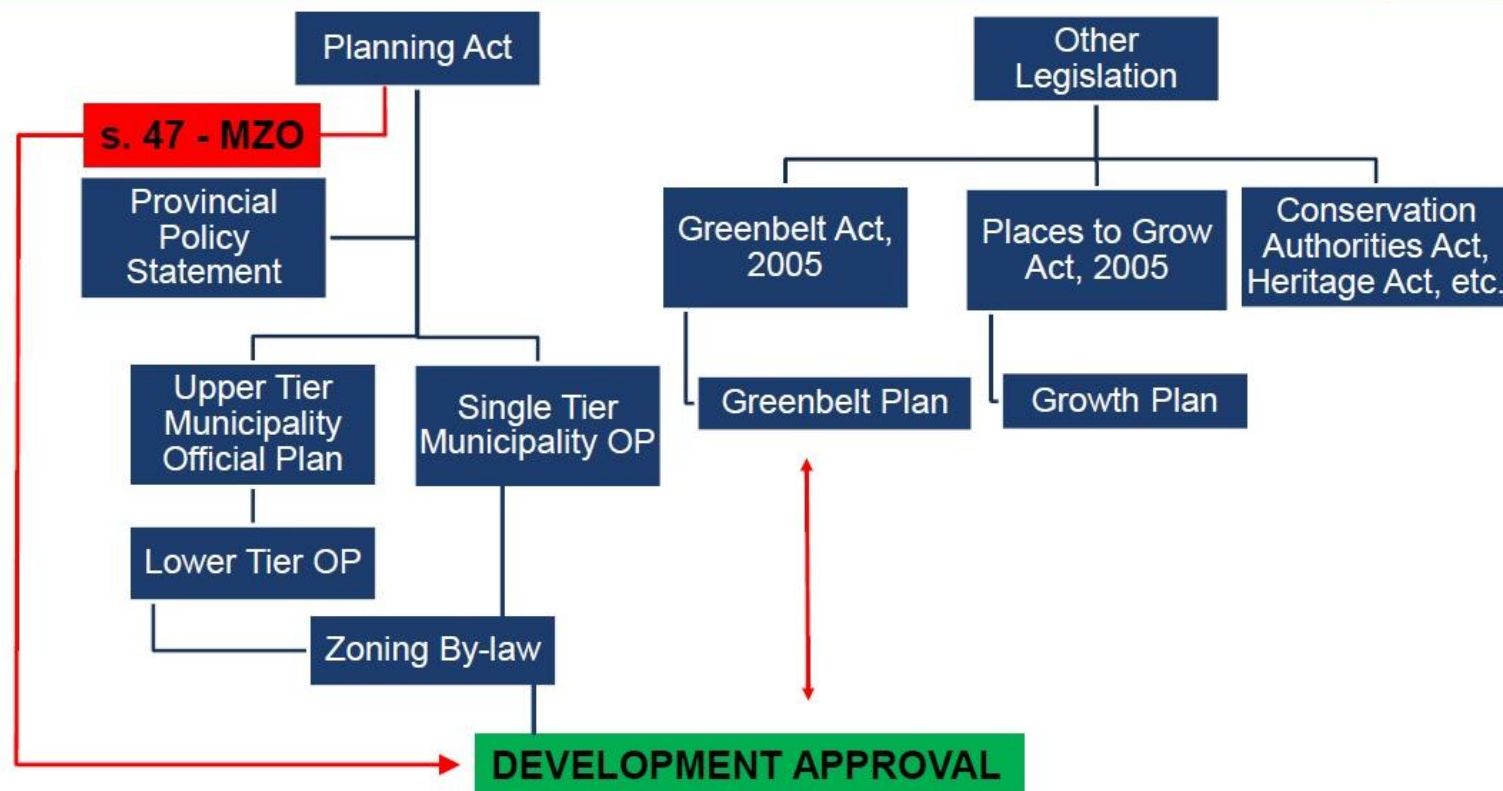 Planning Act
s. 47 - MZO
Provincial
Policy
Statement
Upper Tier
Municipality
Official Plan
Single Tier
Municipality OP
Lower Tier OP
Zoning By-law
Other
Legislation
Greenbelt Act,
2005
Places to Grow
Act, 2005
Conservation
Authorities Act,
Heritage Act, etc.
Greenbelt Plan
Growth Plan
DEVELOPMENT APPROVAL